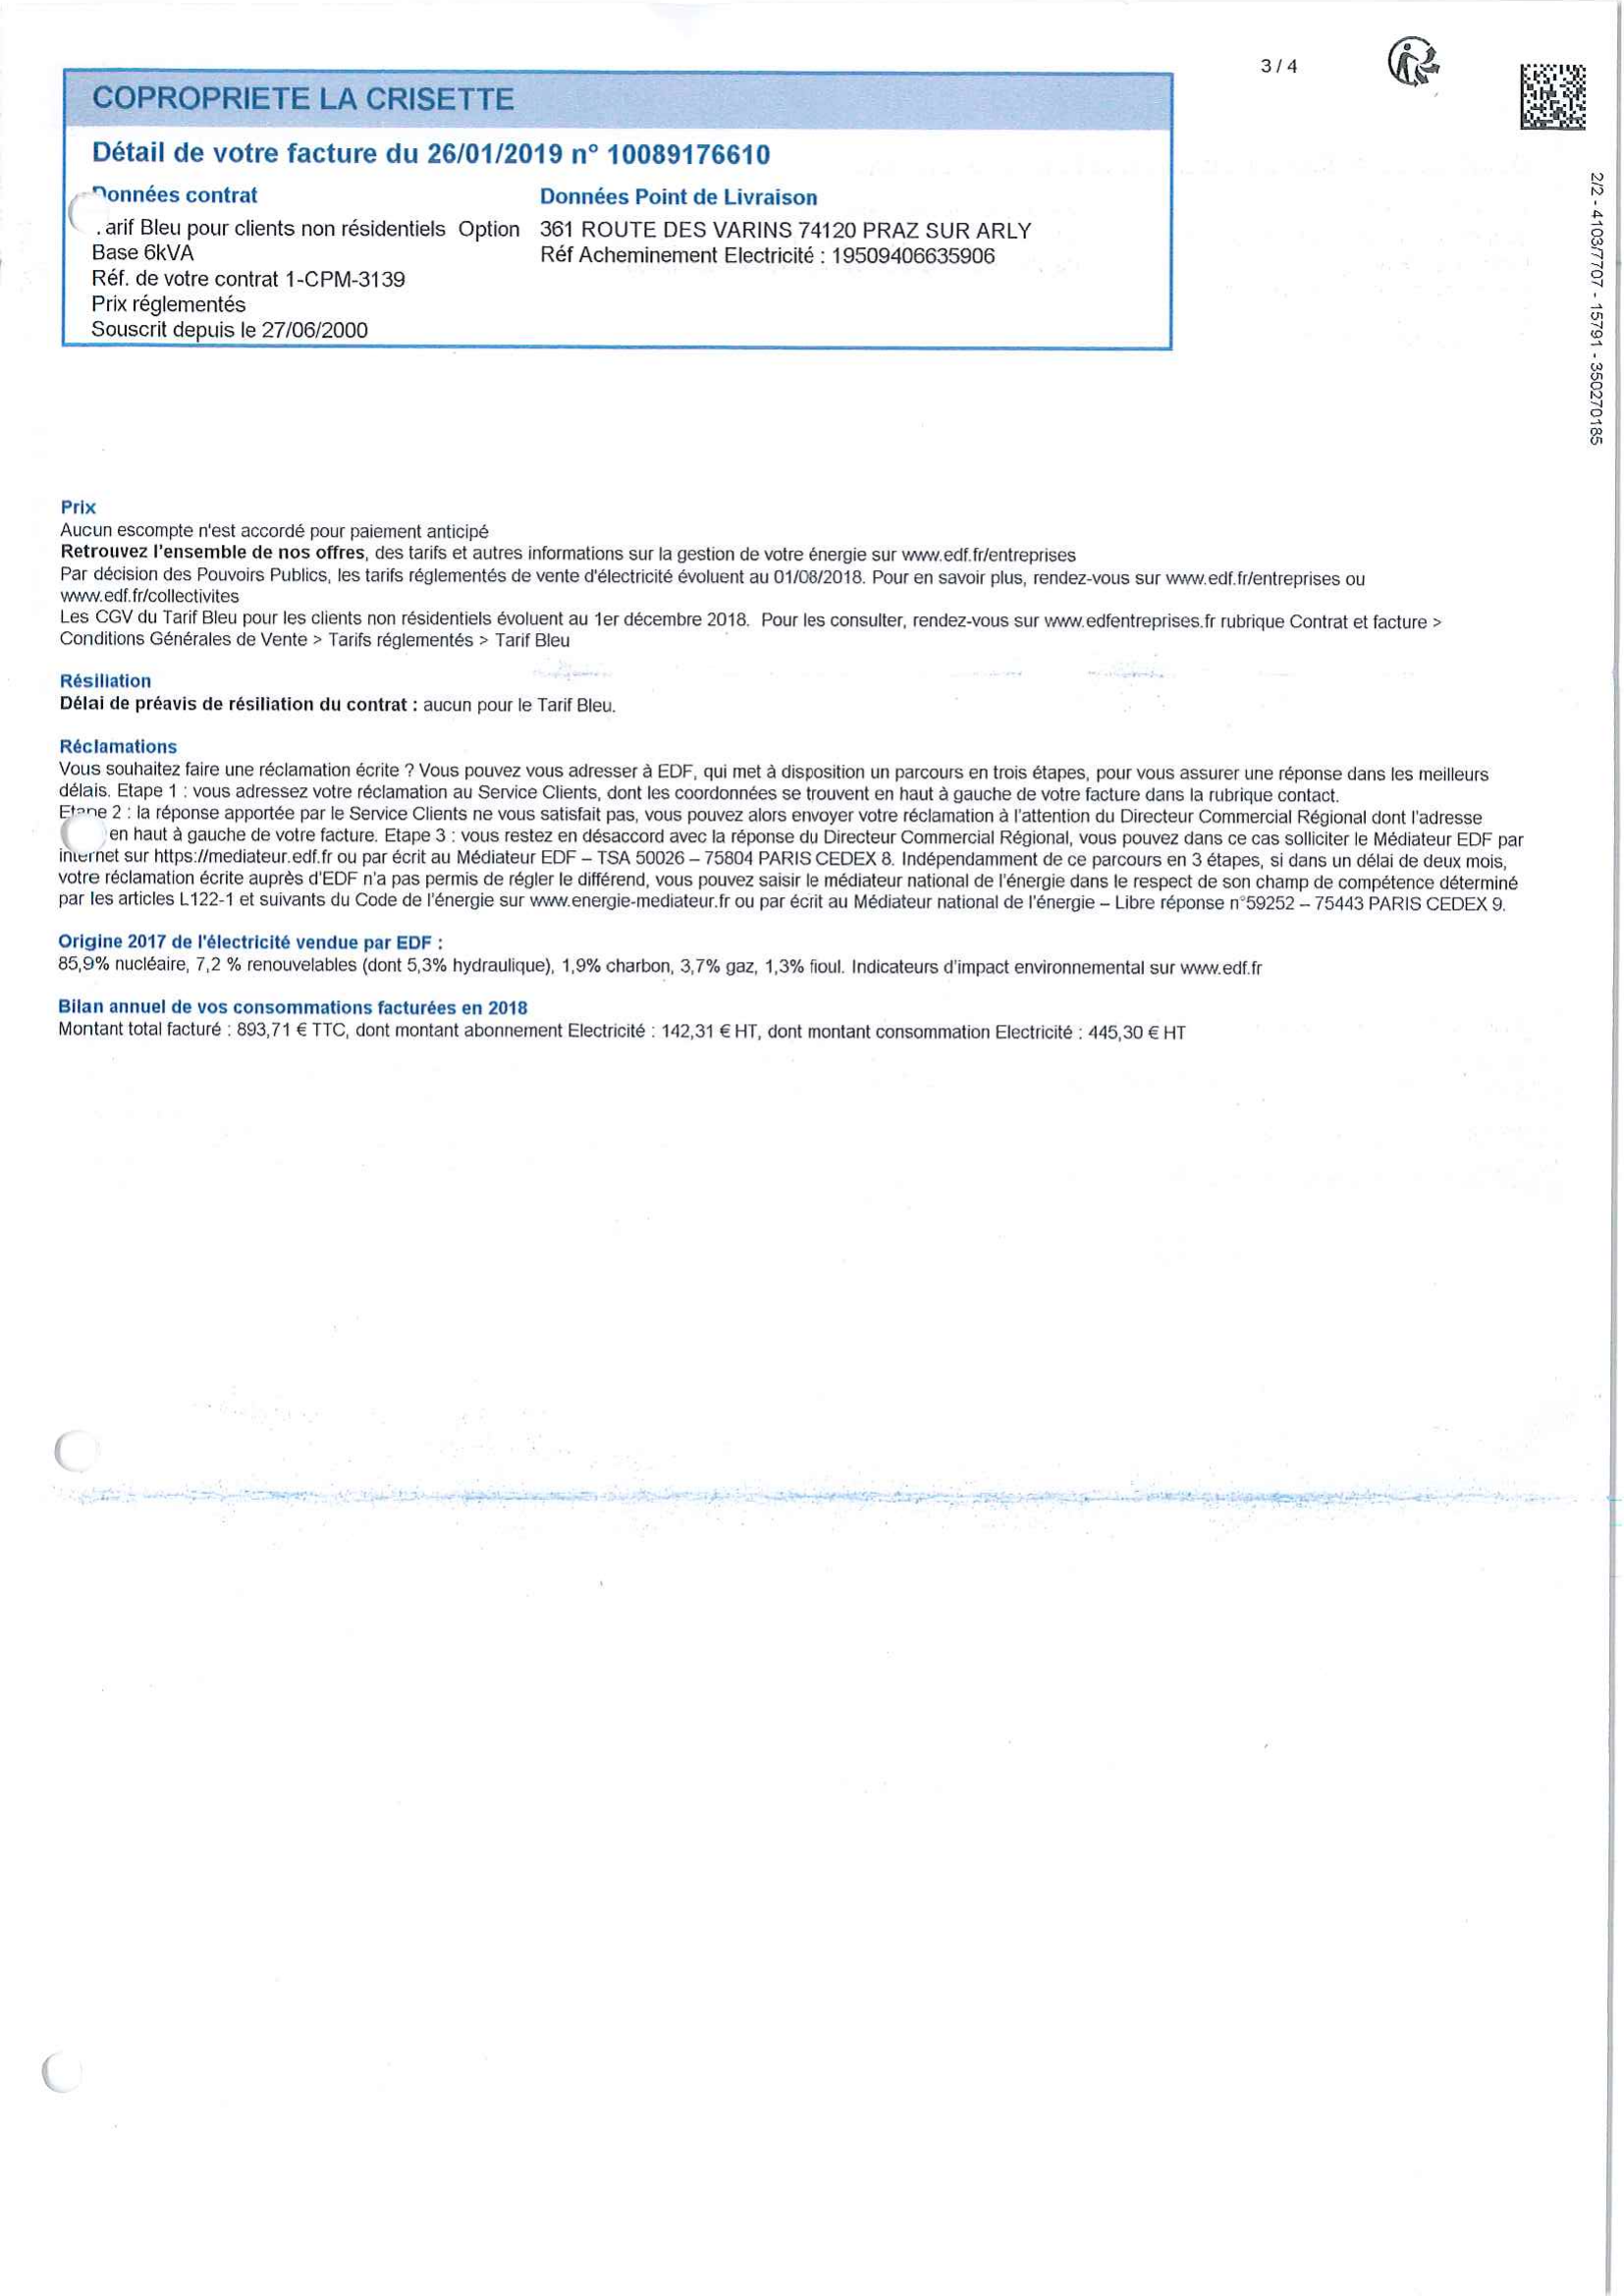 3 / 4
COPROPRIETE LA CRISETTE
Détail de votre facture du 26/01/2019 n° 10089176610
Données contrat
.arif Bleu pour clients non résidentiels Option
Base 6kVA
Réf. de votre contrat 1-CPM-3139
Prix réglementés
Souscrit depuis le 27/06/2000
Données Point de Livraison
361 ROUTE DES VARINS 74120 PRAZ SUR ARLY
Réf Acheminement Electricité : 19509406635906
2/2 - 4103/7707 - 15791 - 350270185
Prix
Aucun escompte n'est accordé pour paiement anticipé
Retrouvez l'ensemble de nos offres, des tarifs et autres informations sur la gestion de votre énergie sur www.edf.fr/entreprises
Par décision des Pouvoirs Publics, les tarifs réglementés de vente d'électricité évoluent au 01/08/2018. Pour en savoir plus, rendez-vous sur www.edf.fr/entreprises ou
www.edf.fr/collectivites
Les CGV du Tarif Bleu pour les clients non résidentiels évoluent au 1er décembre 2018. Pour les consulter, rendez-vous sur www.edfentreprises.fr rubrique Contrat et facture >
Conditions Générales de Vente > Tarifs réglementés > Tarif Bleu
Résiliation
Délai de préavis de résiliation du contrat : aucun pour le Tarif Bleu.
Réclamations
Vous souhaitez faire une réclamation écrite ? Vous pouvez vous adresser à EDF, qui met à disposition un parcours en trois étapes, pour vous assurer une réponse dans les meilleurs
délais. Etape 1 : vous adressez votre réclamation au Service Clients, dont les coordonnées se trouvent en haut à gauche de votre facture dans la rubrique contact.
Etape 2 : la réponse apportée par le Service Clients ne vous satisfait pas, vous pouvez alors envoyer votre réclamation à l'attention du Directeur Commercial Régional dont l'adresse
en haut à gauche de votre facture. Etape 3 : vous restez en désaccord avec la réponse du Directeur Commercial Régional, vous pouvez dans ce cas solliciter le Médiateur EDF par
internet sur https://mediateur.edf.fr ou par écrit au Médiateur EDF – TSA 50026 – 75804 PARIS CEDEX 8. Indépendamment de ce parcours en 3 étapes, si dans un délai de deux mois,
votre réclamation écrite auprès d'EDF n'a pas permis de régler le différend, vous pouvez saisir le médiateur national de l'énergie dans le respect de son champ de compétence déterminé
par les articles L122-1 et suivants du Code de l'énergie sur www.energie-mediateur.fr ou par écrit au Médiateur national de l'énergie – Libre réponse n°59252 – 75443 PARIS CEDEX 9.
Origine 2017 de l'électricité vendue par EDF :
85,9% nucléaire, 7,2 % renouvelables (dont 5,3% hydraulique), 1,9% charbon, 3,7% gaz, 1,3% fioul. Indicateurs d'impact environnemental sur www.edf.fr
Bilan annuel de vos consommations facturées en 2018
Montant total facturé : 893,71 € TTC, dont montant abonnement Electricité : 142,31 € HT, dont montant consommation Electricité : 445,30 € HT